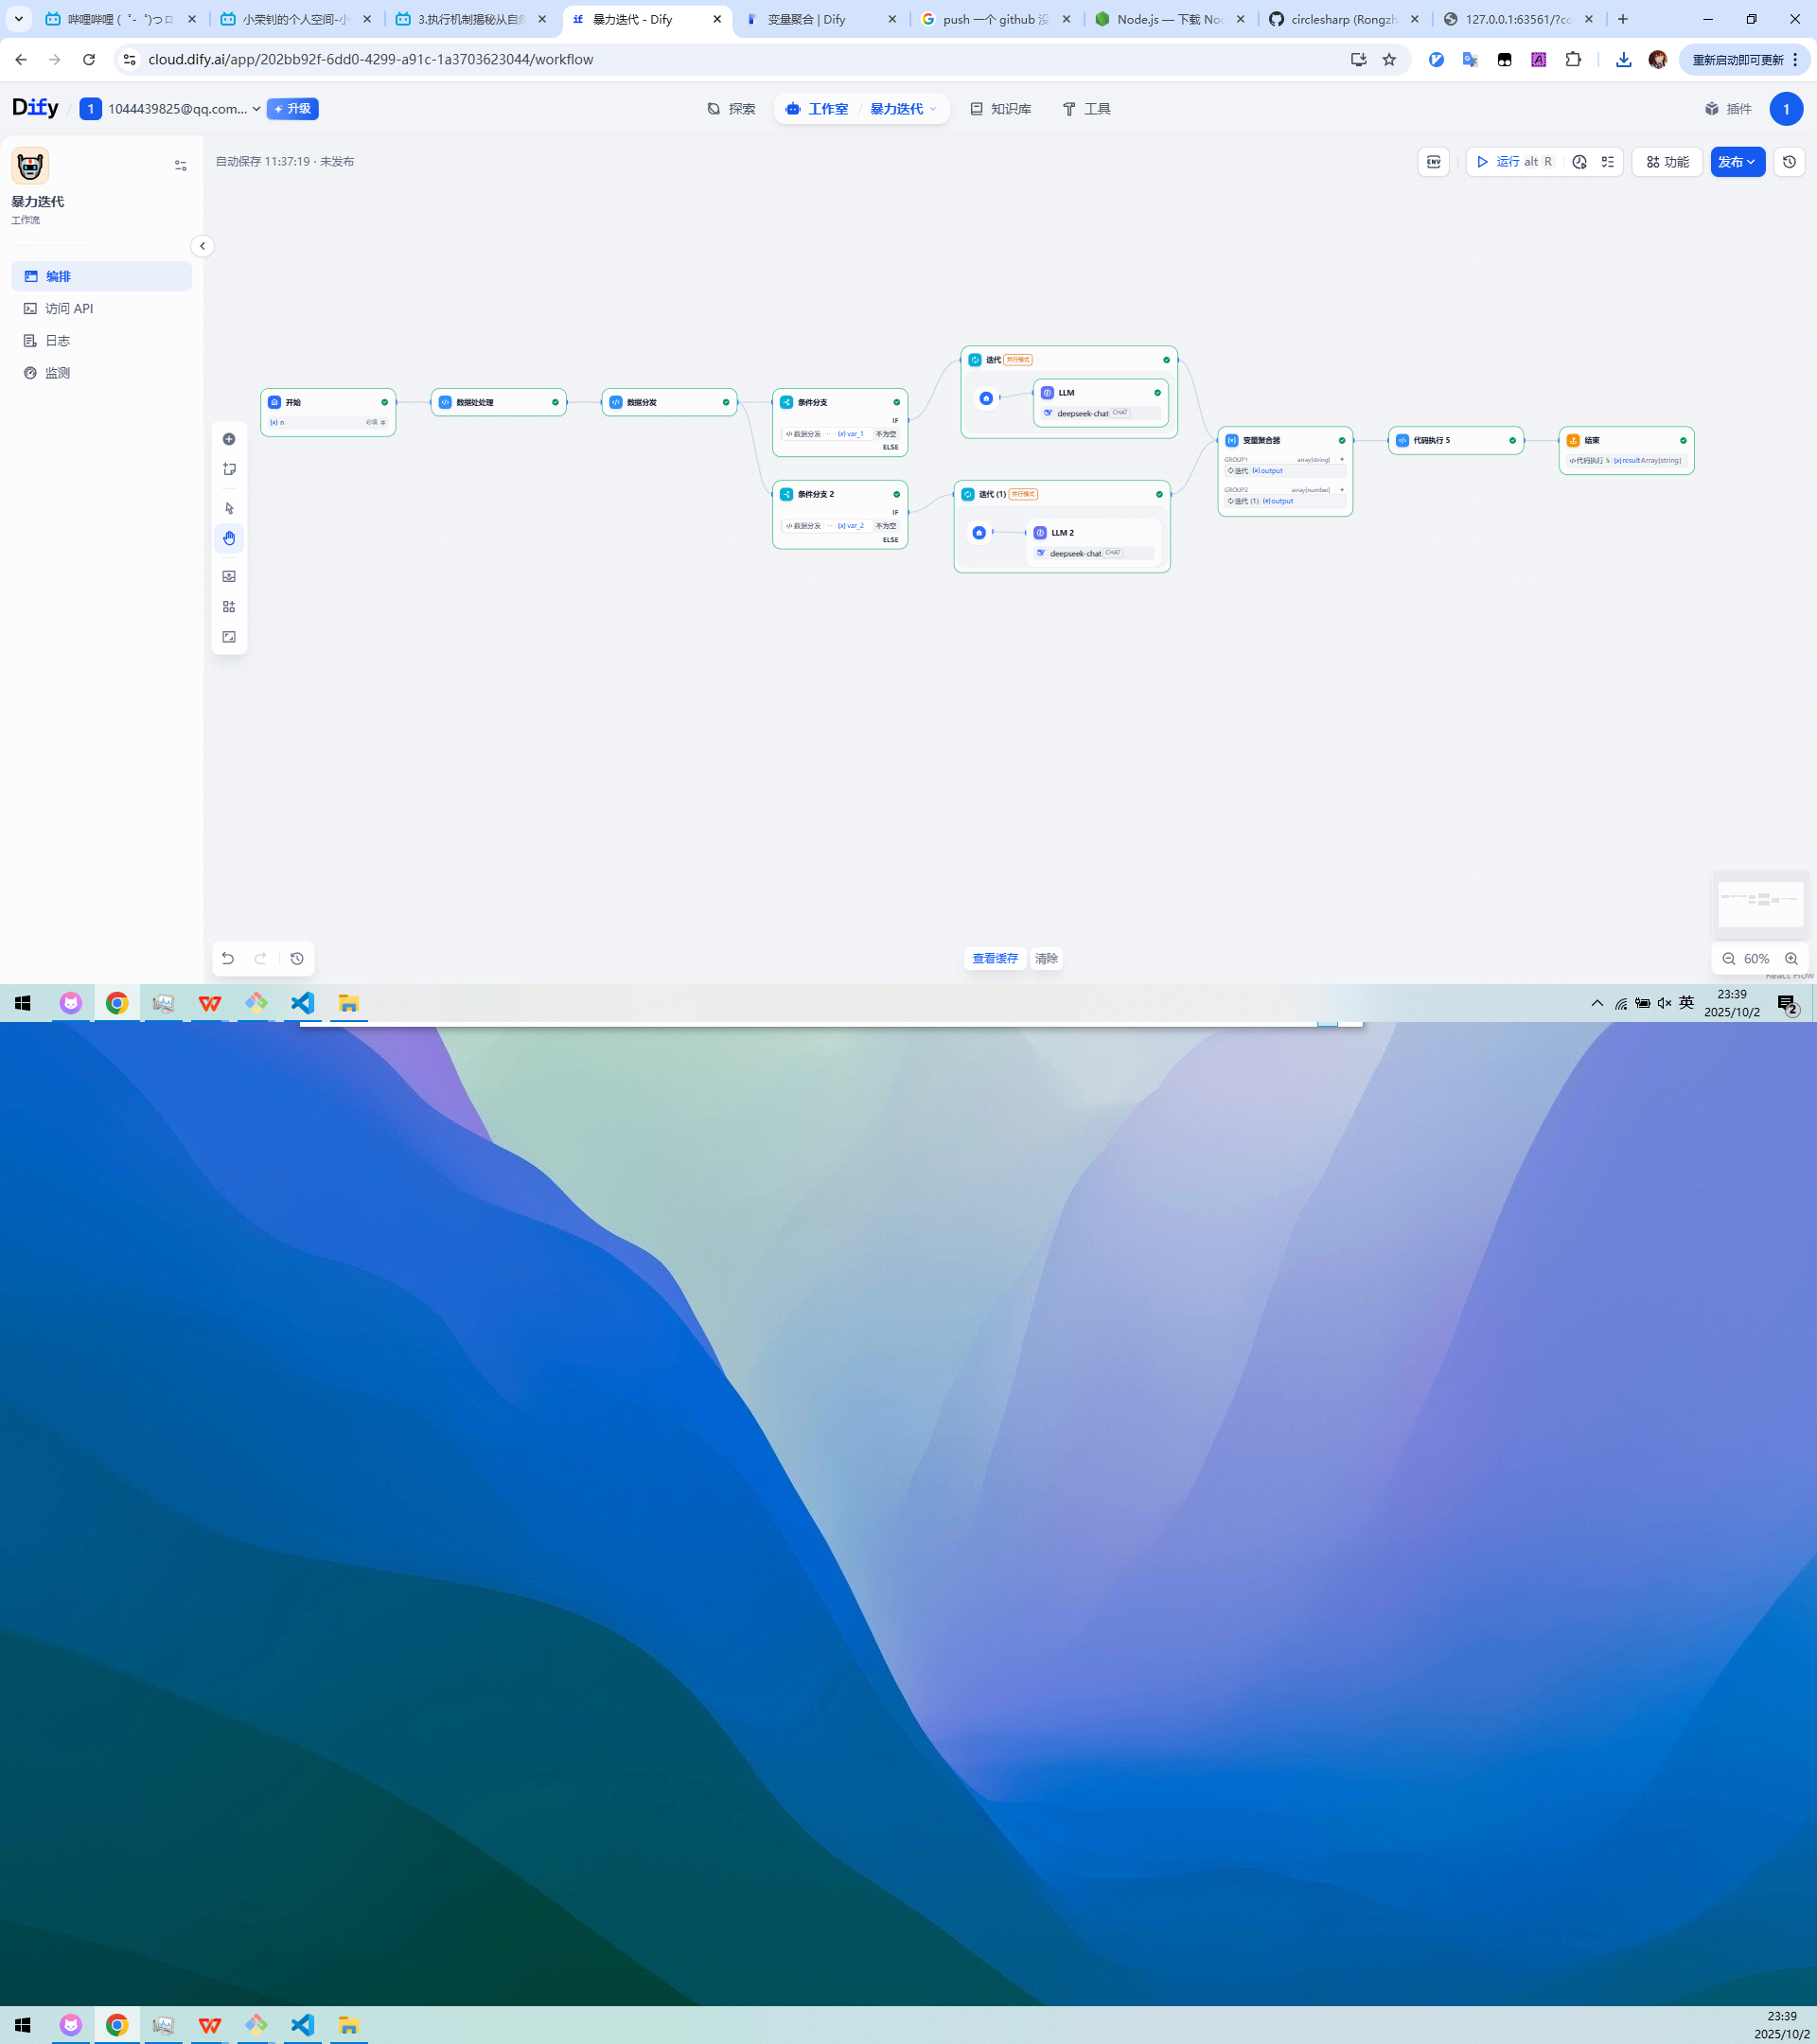 哔哩哔哩 ( ゜- ゜)つロ
小荣钊的个人空间-小
3.执行机制揭秘从自然
暴力迭代 - Dify
变量聚合 | Dify
push 一个 github 没
Node.js — 下载 Nod
circlesharp (Rongzh
127.0.0.1:63561/?co
cloud.dify.ai/app/202bb92f-6dd0-4299-a91c-1a3703623044/workflow
重新启动即可更新
Dify
1
1044439825@qq.com...
升级
探索
工作室
暴力迭代
知识库
工具
插件
1
暴力迭代
工作流
编排
访问 API
日志
监测
自动保存 11:37:19 · 未发布
ENV
运行 alt R
功能
发布
开始
{x} n
必填 #
数据处处理
数据分发
条件分支
IF
数据分发 ··· {x} var_1 不为空
ELSE
条件分支 2
IF
数据分发 ··· {x} var_2 不为空
ELSE
迭代 并行模式
LLM
deepseek-chat CHAT
迭代 (1) 并行模式
LLM 2
deepseek-chat CHAT
变量聚合器
GROUP1 array[string] +
迭代 {x} output
GROUP2 array[number] +
迭代 (1) {x} output
代码执行 5
结束
代码执行 5 {x} result Array[string]
查看缓存
清除
60%
React Flow
英
23:39
2025/10/2
2
23:39
2025/10/2